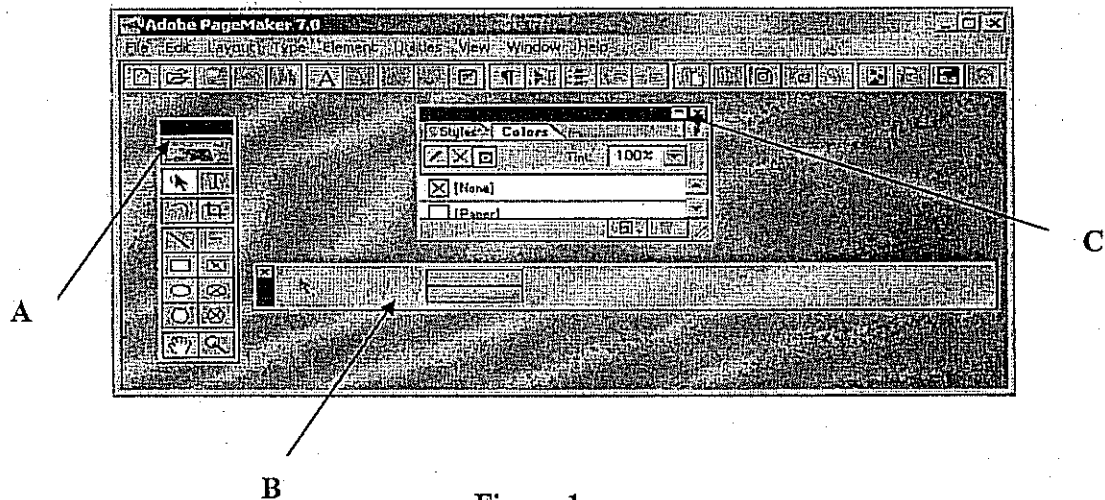 Adobe PageMaker 7.0
File Edit Layout Type Element Utilities View Window Help
Styles Colors
Tint: 100%
[None]
[Paper]
A
B
C
Figure 1